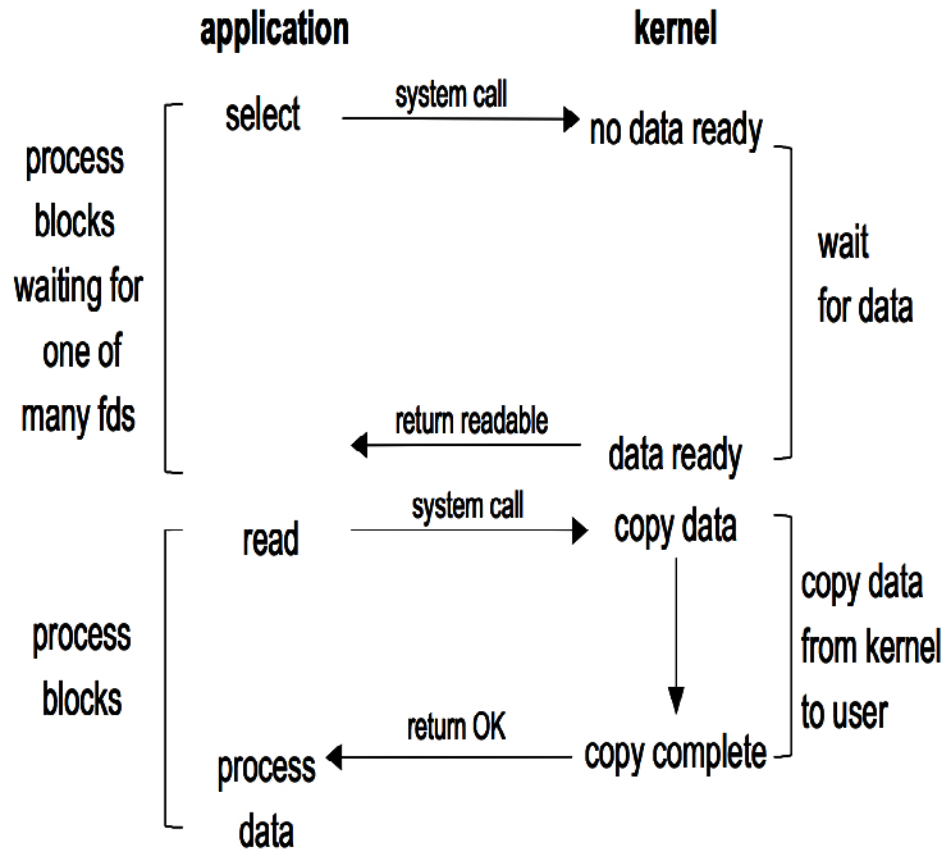 application
kernel
select
system call
no data ready
process
blocks
waiting for
one of
many fds
wait
for data
return readable
data ready
read
system call
copy data
process
blocks
copy data
from kernel
to user
return OK
copy complete
process
data